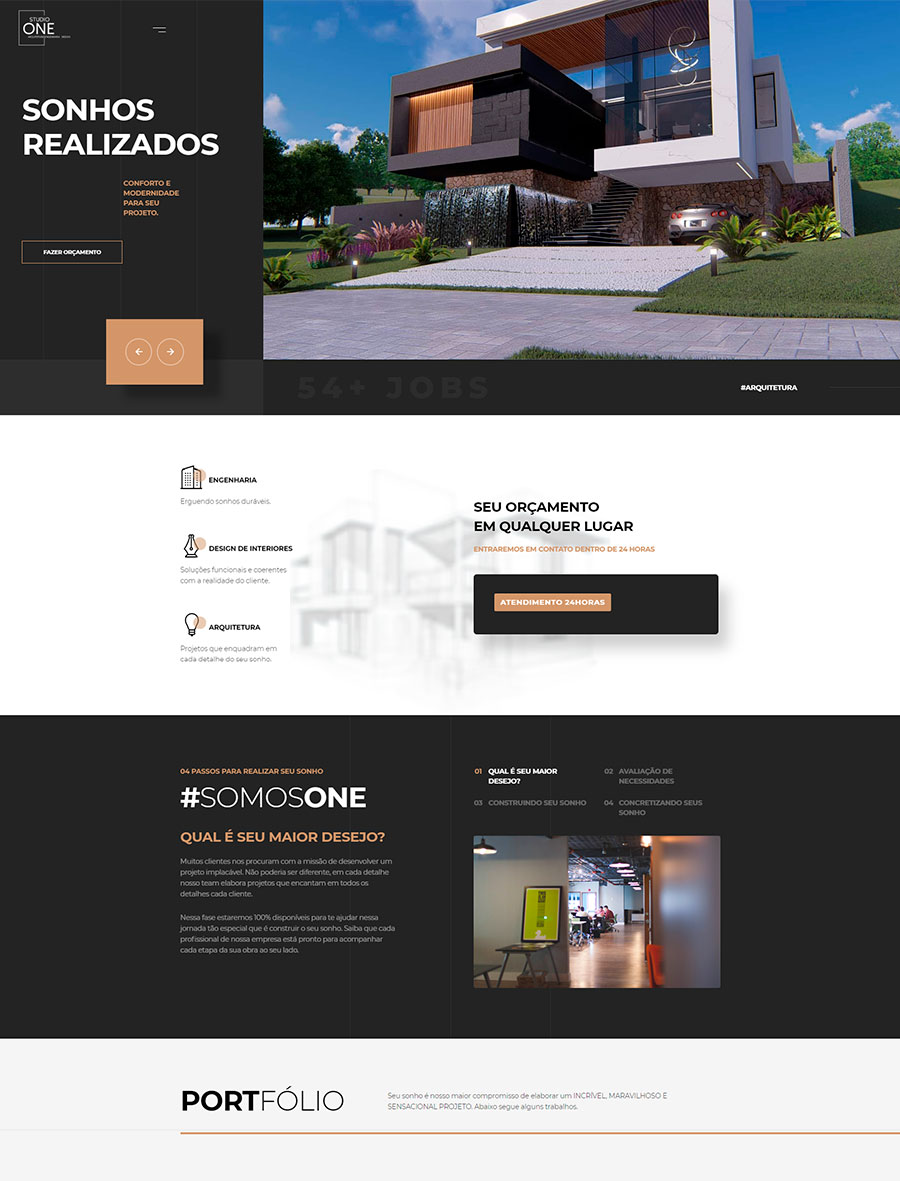 STUDIO
ONE
SONHOS
REALIZADOS
CONFORTO E
MODERNIDADE
PARA SEU
PROJETO.
FAZER ORÇAMENTO
54+ JOBS
#ARQUITETURA
ENGENHARIA
Erguendo sonhos duráveis.
DESIGN DE INTERIORES
Soluções funcionais e coerentes
com a realidade do cliente.
ARQUITETURA
Projetos que enquadram em
cada detalhe do seu sonho.
SEU ORÇAMENTO
EM QUALQUER LUGAR
ENTRAREMOS EM CONTATO DENTRO DE 24 HORAS
ATENDIMENTO 24HORAS
04 PASSOS PARA REALIZAR SEU SONHO
#SOMOSONE
QUAL É SEU MAIOR DESEJO?
Muitos clientes nos procuram com a missão de desenvolver um
projeto implacável. Não poderia ser diferente, em cada detalhe
nosso team elabora projetos que encantam em todos os
detalhes cada cliente.
Nessa fase estaremos 100% disponíveis para te ajudar nessa
jornada tão especial que é construir o seu sonho. Saiba que cada
profissional de nossa empresa está pronto para acompanhar
cada etapa da sua obra ao seu lado.
01 QUAL É SEU MAIOR
DESEJO?
02 AVALIAÇÃO DE
NECESSIDADES
03 CONSTRUINDO SEU SONHO
04 CONCRETIZANDO SEUS
SONHO
PORTFÓLIO
Seu sonho é nosso maior compromisso de elaborar um INCRÍVEL, MARAVILHOSO E
SENSACIONAL PROJETO. Abaixo segue alguns trabalhos.